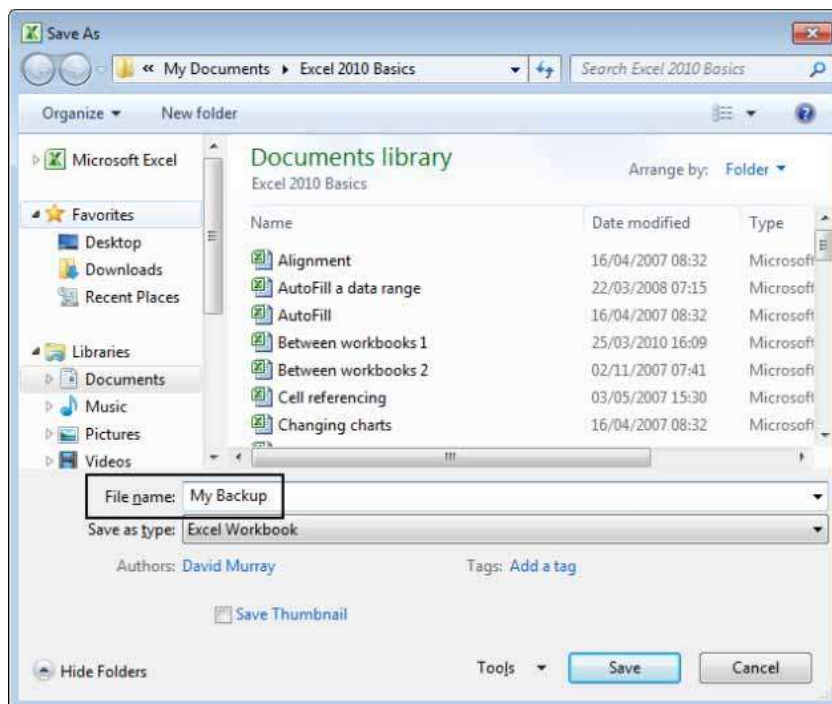 Save As
« My Documents Excel 2010 Basics Search Excel 2010 Basics
Organize New folder
Microsoft Excel
Favorites
Desktop
Downloads
Recent Places
Libraries
Documents
Music
Pictures
Videos
Documents library
Excel 2010 Basics
Arrange by: Folder
Name Date modified Type
Alignment 16/04/2007 08:32 Microsoft
AutoFill a data range 22/03/2008 07:15 Microsoft
AutoFill 16/04/2007 08:32 Microsoft
Between workbooks 1 25/03/2010 16:09 Microsoft
Between workbooks 2 02/11/2007 07:41 Microsoft
Cell referencing 03/05/2007 15:30 Microsoft
Changing charts 16/04/2007 08:32 Microsoft
File name: My Backup
Save as type: Excel Workbook
Authors: David Murray Tags: Add a tag
Save Thumbnail
Hide Folders Tools Save Cancel